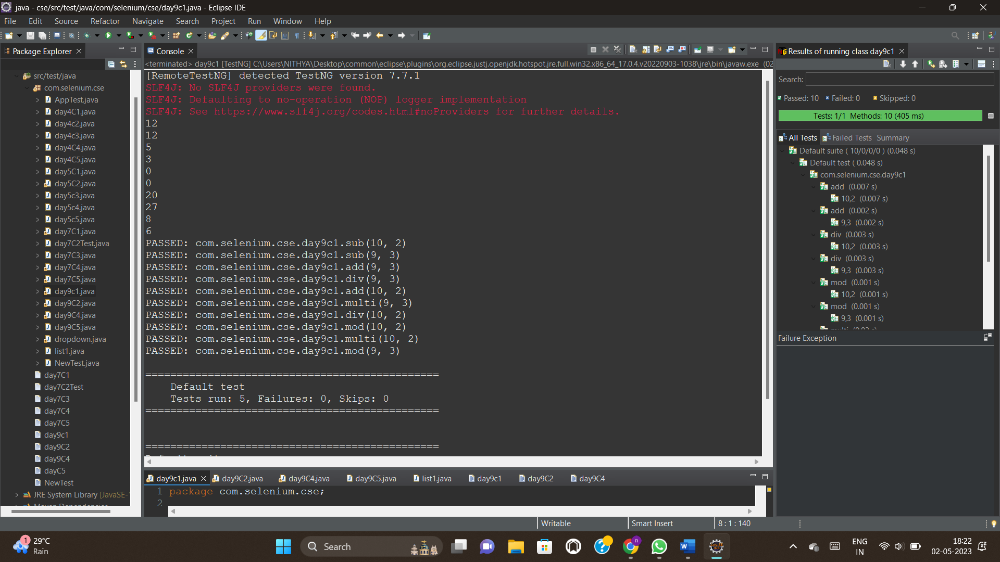 java - cse/src/test/java/com/selenium/cse/day9c1.java - Eclipse IDE
File Edit Source Refactor Navigate Search Project Run Window Help
Package Explorer
src/test/java
com.selenium.cse
AppTest.java
day4C1.java
day4c2.java
day4c3.java
day4C4.java
day4C5.java
day5C1.java
day5C2.java
day5c3.java
day5c4.java
day5c5.java
day7C1.java
day7C2Test.java
day7C3.java
day7C4.java
day7C5.java
day9c1.java
day9C2.java
day9C4.java
day9C5.java
dropdown.java
list1.java
NewTest.java
day7C1
day7C2Test
day7C3
day7C4
day7C5
day9c1
day9C2
day9C4
dayC5
NewTest
JRE System Library [JavaSE-
Console
<terminated> day9c1 [TestNG] C:\Users\NITHYA\Desktop\common\eclipse\plugins\org.eclipse.justj.openjdk.hotspot.jre.full.win32.x86_64_17.0.4.v20220903-1038\jre\bin\javaw.exe (02
[RemoteTestNG] detected TestNG version 7.7.1
SLF4J: No SLF4J providers were found.
SLF4J: Defaulting to no-operation (NOP) logger implementation
SLF4J: See https://www.slf4j.org/codes.html#noProviders for further details.
12
12
5
3
0
0
20
27
8
6
PASSED: com.selenium.cse.day9c1.sub(10, 2)
PASSED: com.selenium.cse.day9c1.sub(9, 3)
PASSED: com.selenium.cse.day9c1.add(9, 3)
PASSED: com.selenium.cse.day9c1.div(9, 3)
PASSED: com.selenium.cse.day9c1.add(10, 2)
PASSED: com.selenium.cse.day9c1.multi(9, 3)
PASSED: com.selenium.cse.day9c1.div(10, 2)
PASSED: com.selenium.cse.day9c1.mod(10, 2)
PASSED: com.selenium.cse.day9c1.multi(10, 2)
PASSED: com.selenium.cse.day9c1.mod(9, 3)
===============================================
Default test
Tests run: 5, Failures: 0, Skips: 0
===============================================
===============================================
day9c1.java day9C2.java day9C4.java day9C5.java list1.java day9c1 day9C2 day9C4
1 package com.selenium.cse;
2
Results of running class day9c1
Search:
Passed: 10 Failed: 0 Skipped: 0
Tests: 1/1 Methods: 10 (405 ms)
All Tests Failed Tests Summary
Default suite ( 10/0/0/0 ) (0.048 s)
Default test ( 0.048 s)
com.selenium.cse.day9c1
add (0.007 s)
10,2 (0.007 s)
add (0.002 s)
9,3 (0.002 s)
div (0.003 s)
10,2 (0.003 s)
div (0.003 s)
9,3 (0.003 s)
mod (0.001 s)
10,2 (0.001 s)
mod (0.001 s)
9,3 (0.001 s)
Failure Exception
Writable Smart Insert 8 : 1 : 140
1
29°C
Rain
Search
ENG
IN
18:22
02-05-2023